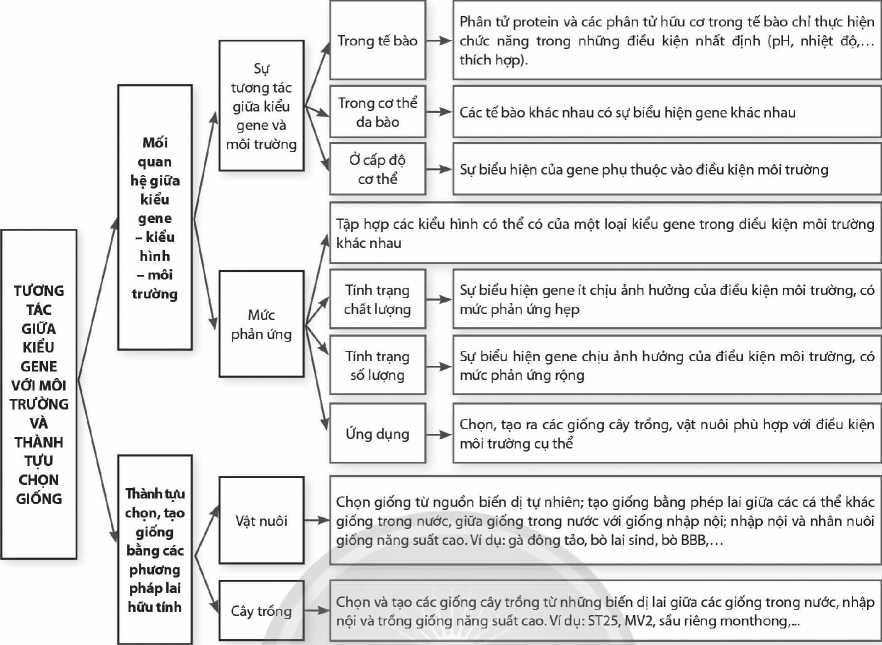 TƯƠNG
TÁC
GIỮA
KIỂU
GENE
VỚI MÔI
TRƯỜNG
VÀ
THÀNH
TỰU
CHỌN
GIỐNG
Mối
quan
hệ giữa
kiểu
gene
– kiểu
hình
– môi
trường
Sự
tương tác
giữa kiểu
gene và
môi trường
Trong tế bào
Phân tử protein và các phân tử hữu cơ trong tế bào chỉ thực hiện
chức năng trong những điều kiện nhất định (pH, nhiệt độ,…
thích hợp).
Trong cơ thể
đa bào
Các tế bào khác nhau có sự biểu hiện gene khác nhau
Ở cấp độ
cơ thể
Sự biểu hiện của gene phụ thuộc vào điều kiện môi trường
Mức
phản ứng
Tập hợp các kiểu hình có thể có của một loại kiểu gene trong điều kiện môi trường
khác nhau
Tính trạng
chất lượng
Sự biểu hiện gene ít chịu ảnh hưởng của điều kiện môi trường, có
mức phản ứng hẹp
Tính trạng
số lượng
Sự biểu hiện gene chịu ảnh hưởng của điều kiện môi trường, có
mức phản ứng rộng
Ứng dụng
Chọn, tạo ra các giống cây trồng, vật nuôi phù hợp với điều kiện
môi trường cụ thể
Thành tựu
chọn, tạo
giống
bằng các
phương
pháp lai
hữu tính
Vật nuôi
Chọn giống từ nguồn biến dị tự nhiên; tạo giống bằng phép lai giữa các cá thể khác
giống trong nước, giữa giống trong nước với giống nhập nội; nhập nội và nhân nuôi
giống năng suất cao. Ví dụ: gà đông tảo, bò lai sind, bò BBB,…
Cây trồng
Chọn và tạo các giống cây trồng từ những biến dị lai giữa các giống trong nước, nhập
nội và trồng giống năng suất cao. Ví dụ: ST25, MV2, sầu riêng monthong,...